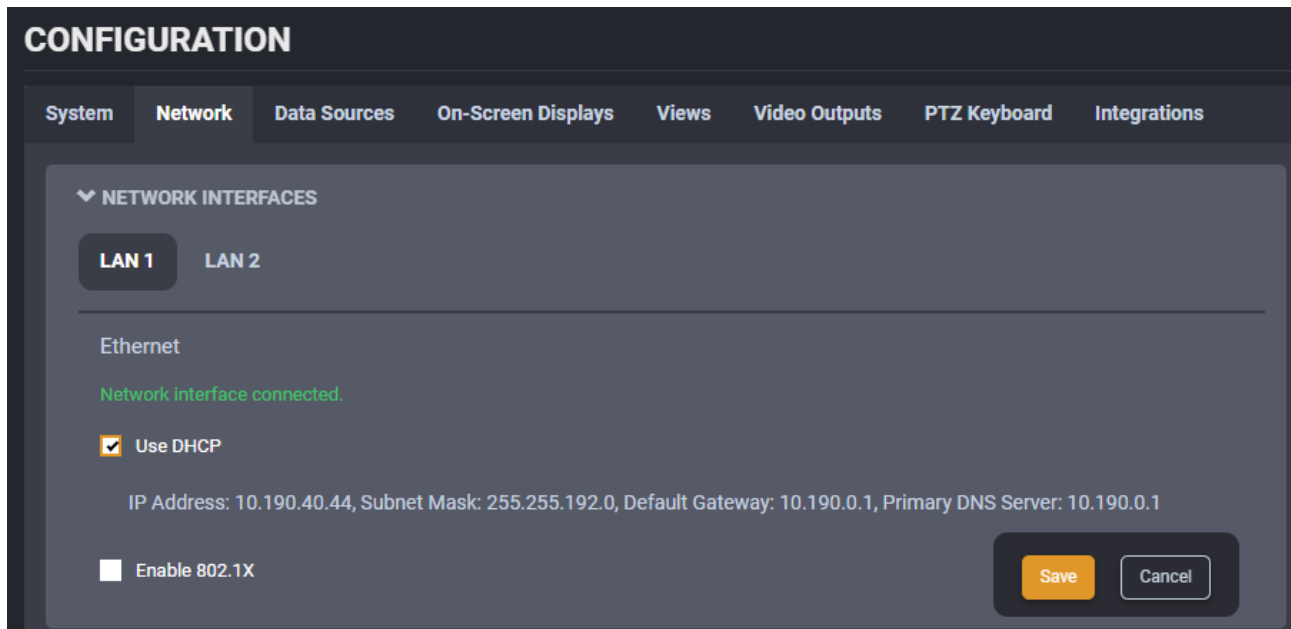 CONFIGURATION
System Network Data Sources On-Screen Displays Views Video Outputs PTZ Keyboard Integrations
NETWORK INTERFACES
LAN 1 LAN 2
Ethernet
Network interface connected.
Use DHCP
IP Address: 10.190.40.44, Subnet Mask: 255.255.192.0, Default Gateway: 10.190.0.1, Primary DNS Server: 10.190.0.1
Enable 802.1X
Save Cancel